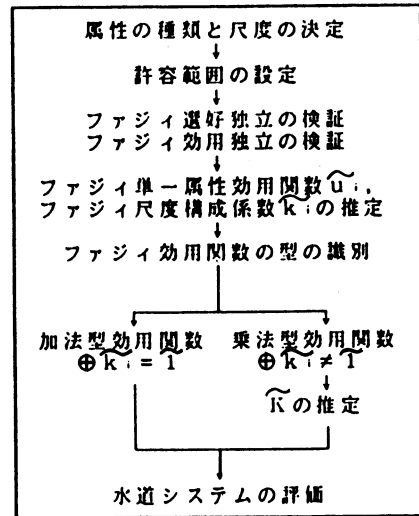 属性の種類と尺度の決定
↓
許容範囲の設定
↓
ファジィ選好独立の検証
ファジィ効用独立の検証
↓
ファジィ単一属性効用関数ũi,
ファジィ尺度構成係数k̃iの推定
↓
ファジィ効用関数の型の識別
加法型効用関数 乗法型効用関数
⊕k̃i=1̃ ⊕k̃i≠1̃
↓
K̃の推定
水道システムの評価